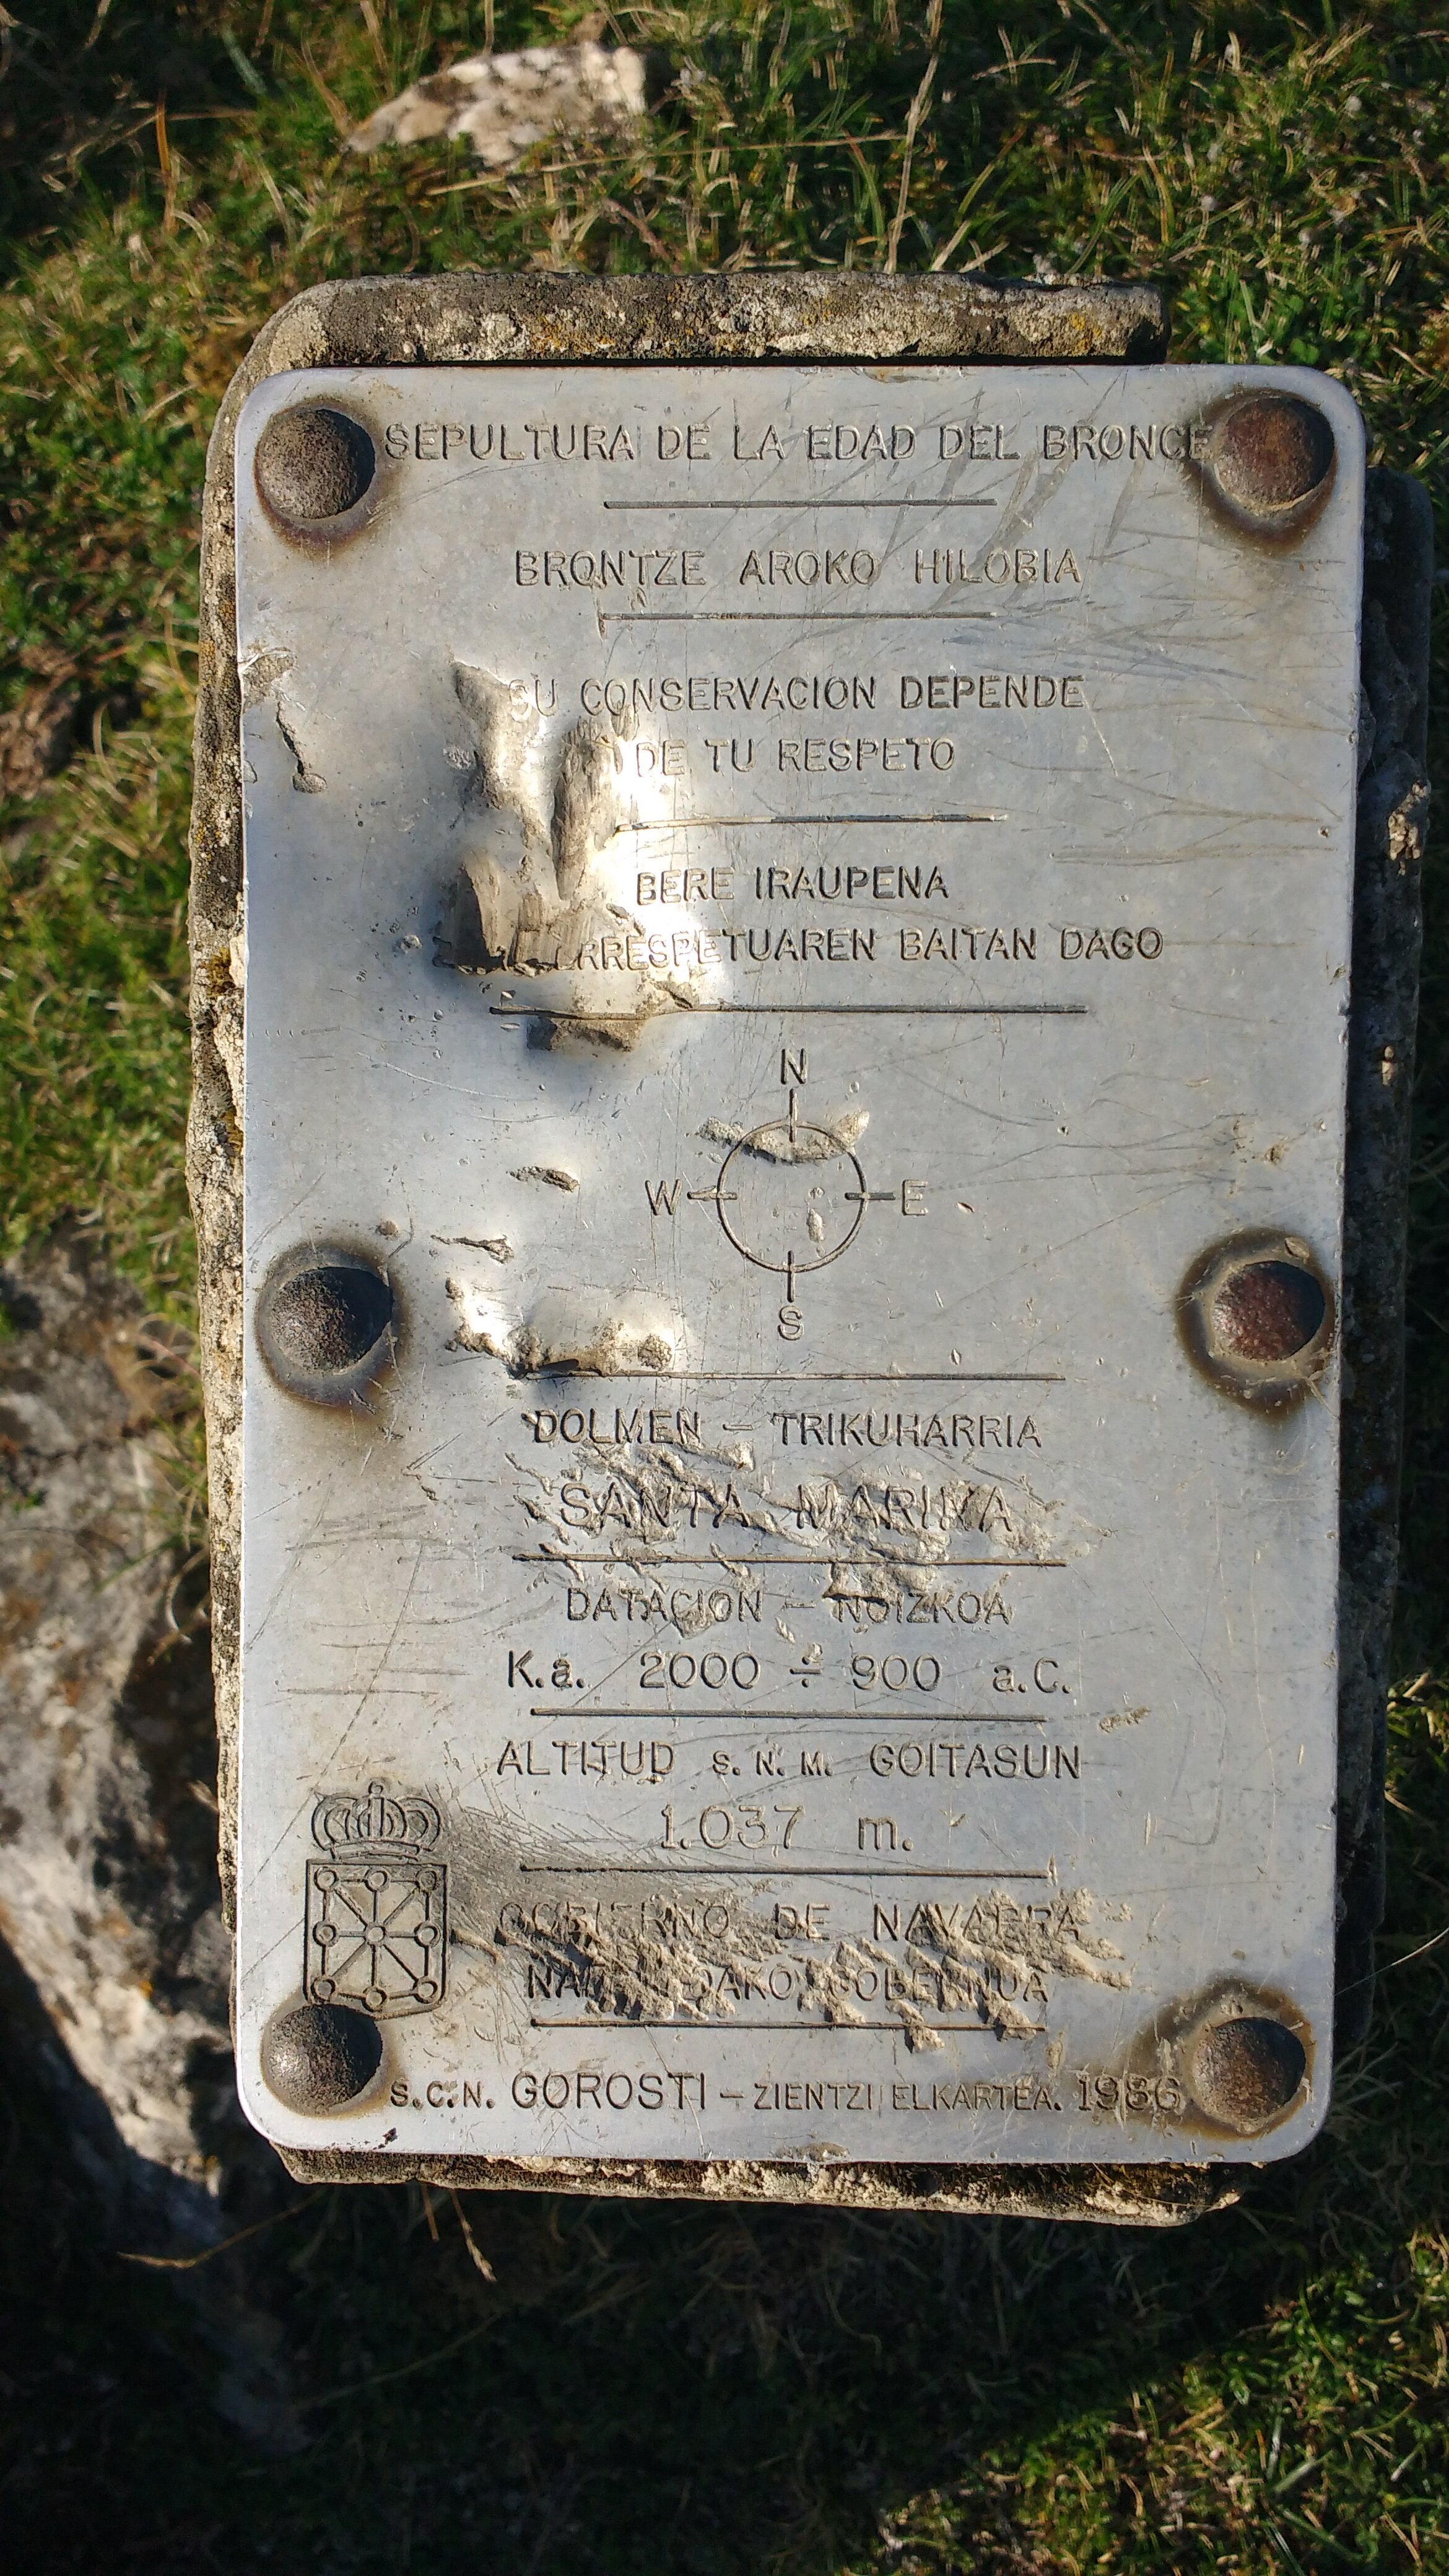 SEPULTURA DE LA EDAD DEL BRONCE
BRONTZE AROKO HILOBIA
SU CONSERVACION DEPENDE
DE TU RESPETO
BERE IRAUPENA
ERRESPETUAREN BAITAN DAGO
N
W E
S
DOLMEN - TRIKUHARRIA
SANTA MARINA
DATACION - NOIZKOA
K.a. 2000 ÷ 900 a.C.
ALTITUD S.N.M. GOITASUN
1.037 m.
GOBIERNO DE NAVARRA
NAFARROAKO GOBERNUA
S.C.N. GOROSTI - ZIENTZI ELKARTEA. 1986